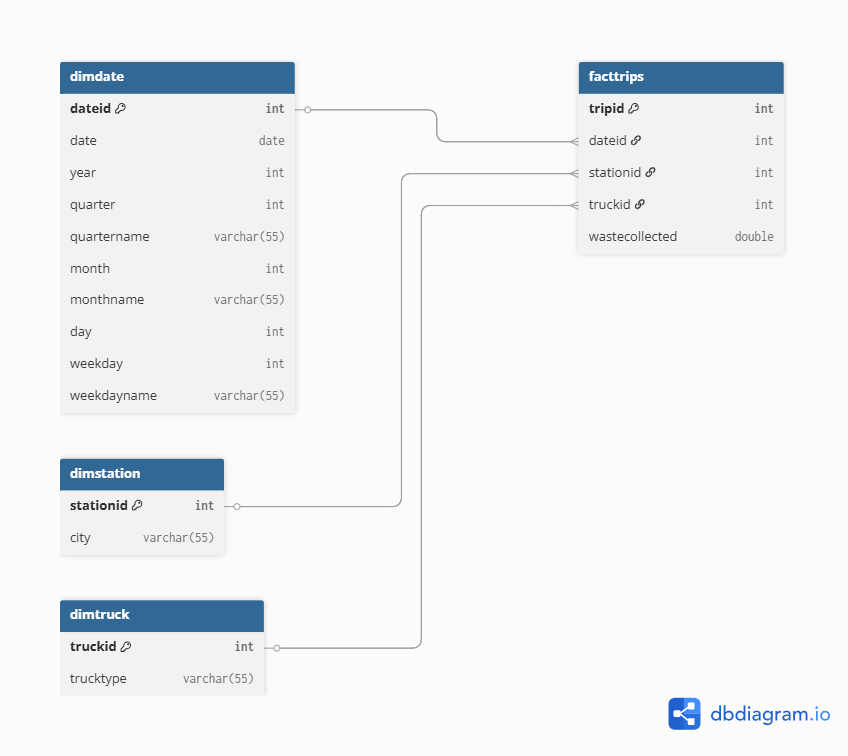 dimdate
dateid int
date date
year int
quarter int
quartername varchar(55)
month int
monthname varchar(55)
day int
weekday int
weekdayname varchar(55)
facttrips
tripid int
dateid int
stationid int
truckid int
wastecollected double
dimstation
stationid int
city varchar(55)
dimtruck
truckid int
trucktype varchar(55)
dbdiagram.io